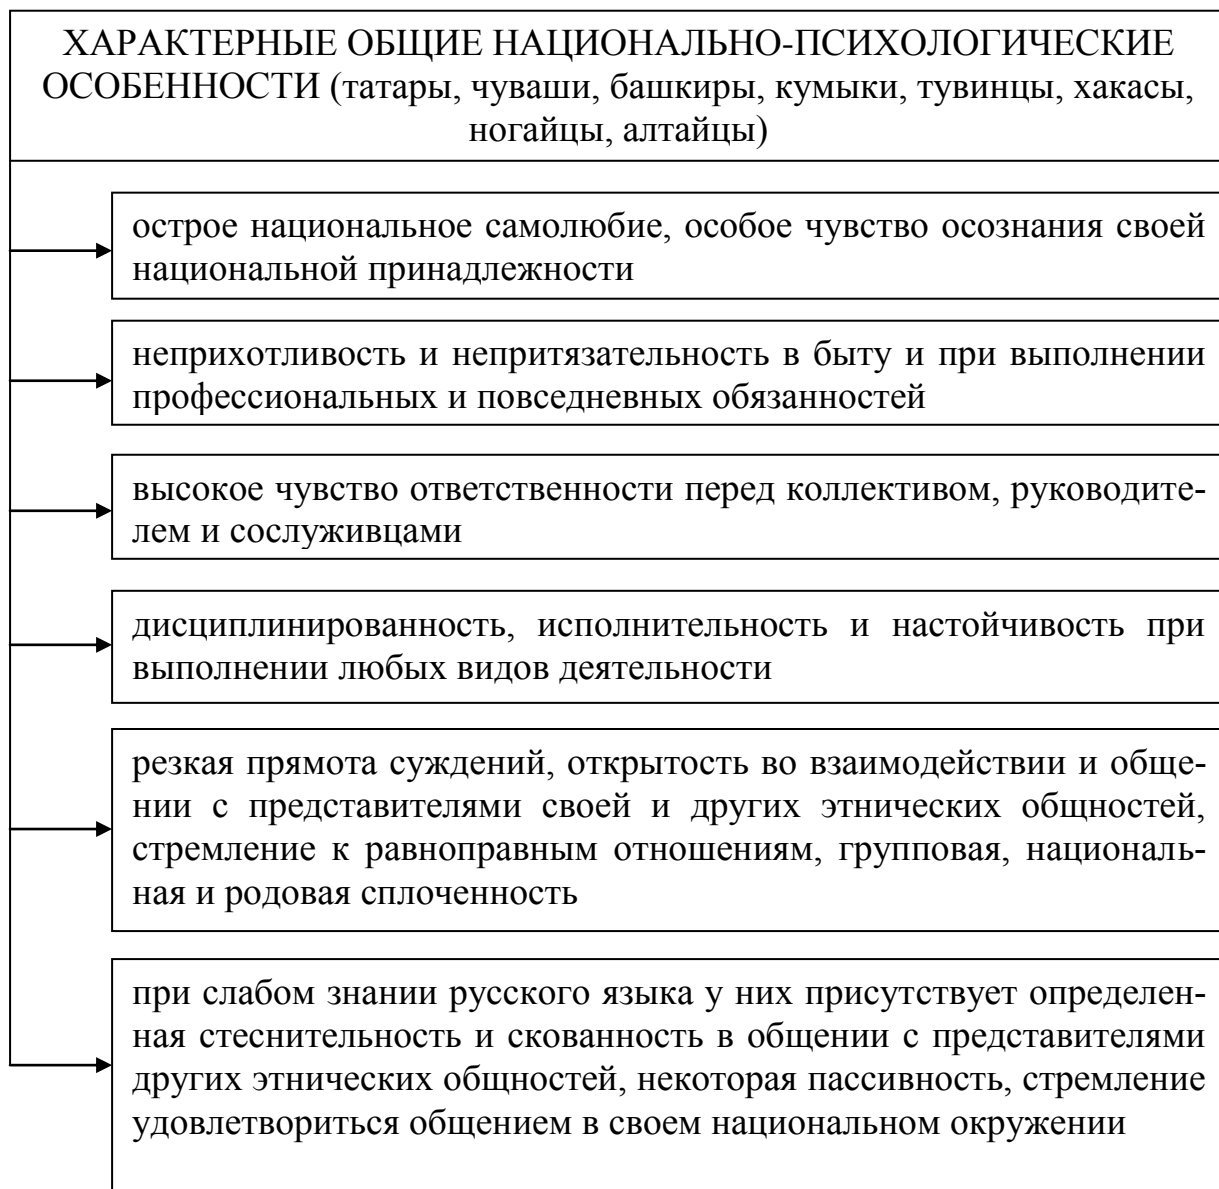 ХАРАКТЕРНЫЕ ОБЩИЕ НАЦИОНАЛЬНО-ПСИХОЛОГИЧЕСКИЕ
ОСОБЕННОСТИ (татары, чуваши, башкиры, кумыки, тувинцы, хакасы,
ногайцы, алтайцы)
острое национальное самолюбие, особое чувство осознания своей
национальной принадлежности
неприхотливость и непритязательность в быту и при выполнении
профессиональных и повседневных обязанностей
высокое чувство ответственности перед коллективом, руководите-
лем и сослуживцами
дисциплинированность, исполнительность и настойчивость при
выполнении любых видов деятельности
резкая прямота суждений, открытость во взаимодействии и обще-
нии с представителями своей и других этнических общностей,
стремление к равноправным отношениям, групповая, националь-
ная и родовая сплоченность
при слабом знании русского языка у них присутствует определен-
ная стеснительность и скованность в общении с представителями
других этнических общностей, некоторая пассивность, стремление
удовлетвориться общением в своем национальном окружении